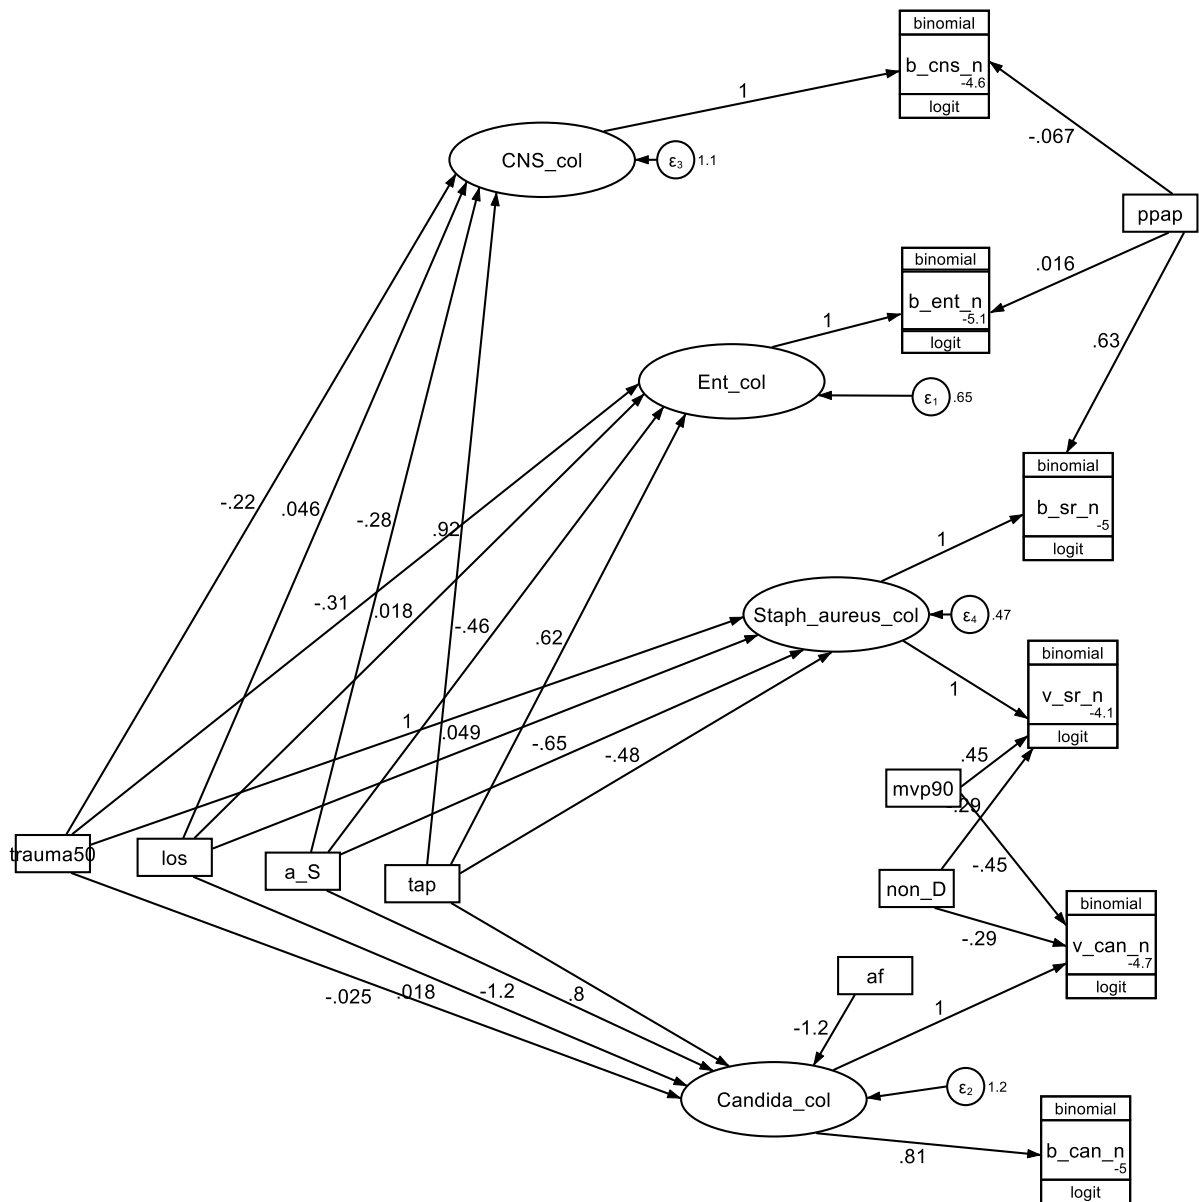 binomial
b_cns_n
-4.6
logit
1
-.067
CNS_col
ε3
1.1
ppap
binomial
b_ent_n
-5.1
logit
.016
1
.63
Ent_col
ε1
.65
binomial
b_sr_n
-5
logit
-.22
.046
-.28
.92
1
-.31
.018
-.46
.62
Staph_aureus_col
ε4
.47
binomial
v_sr_n
-4.1
logit
1
1
.049
-.65
-.48
.45
mvp90
.29
trauma50
los
a_S
tap
-.45
non_D
binomial
v_can_n
-4.7
logit
-.29
af
-.025
.018
-1.2
.8
1
-1.2
Candida_col
ε2
1.2
binomial
b_can_n
-5
logit
.81